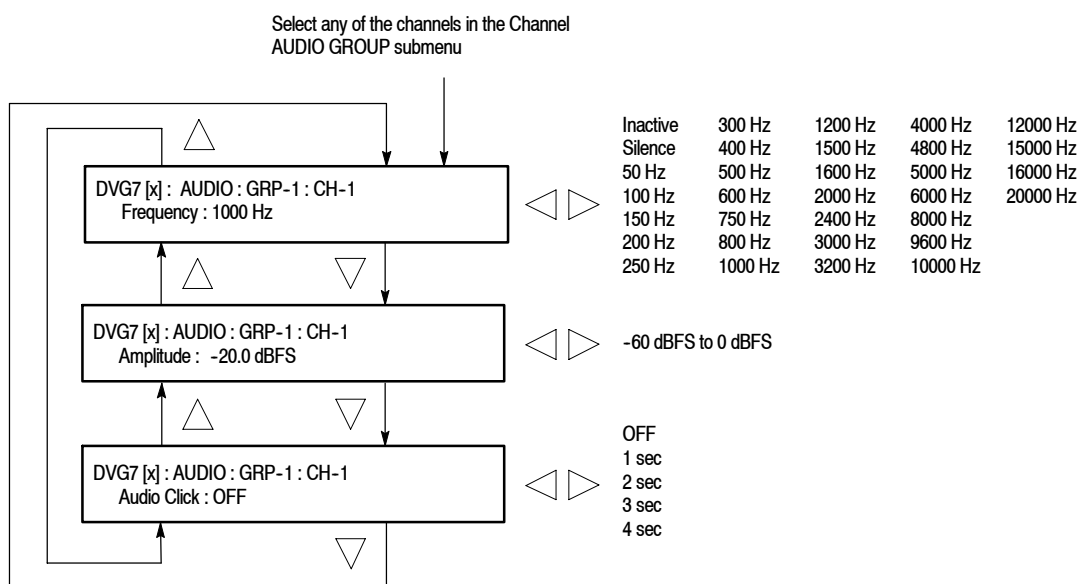 Select any of the channels in the Channel
AUDIO GROUP submenu
DVG7 [x] : AUDIO : GRP-1 : CH-1
Frequency : 1000 Hz
Inactive 300 Hz 1200 Hz 4000 Hz 12000 Hz
Silence 400 Hz 1500 Hz 4800 Hz 15000 Hz
50 Hz 500 Hz 1600 Hz 5000 Hz 16000 Hz
100 Hz 600 Hz 2000 Hz 6000 Hz 20000 Hz
150 Hz 750 Hz 2400 Hz 8000 Hz
200 Hz 800 Hz 3000 Hz 9600 Hz
250 Hz 1000 Hz 3200 Hz 10000 Hz
DVG7 [x] : AUDIO : GRP-1 : CH-1
Amplitude : -20.0 dBFS
-60 dBFS to 0 dBFS
DVG7 [x] : AUDIO : GRP-1 : CH-1
Audio Click : OFF
OFF
1 sec
2 sec
3 sec
4 sec